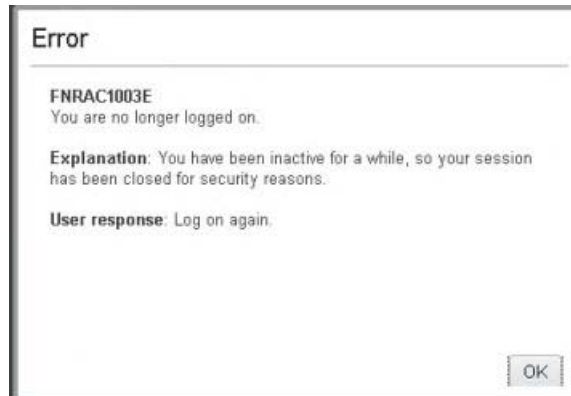 Error
FNRAC1003E
You are no longer logged on.
Explanation: You have been inactive for a while, so your session
has been closed for security reasons.
User response: Log on again.
OK